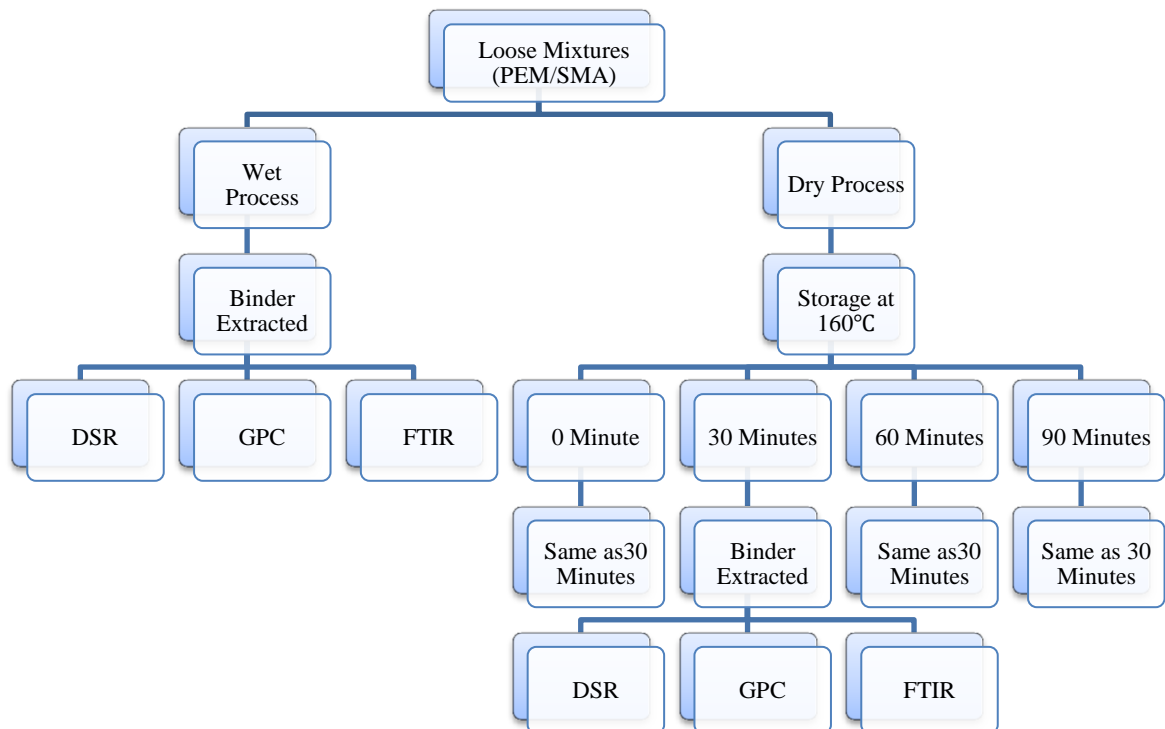 Loose Mixtures
(PEM/SMA)
Wet
Process
Dry Process
Binder
Extracted
Storage at
160℃
DSR
GPC
FTIR
0 Minute
30 Minutes
60 Minutes
90 Minutes
Same as30
Minutes
Binder
Extracted
Same as30
Minutes
Same as 30
Minutes
DSR
GPC
FTIR